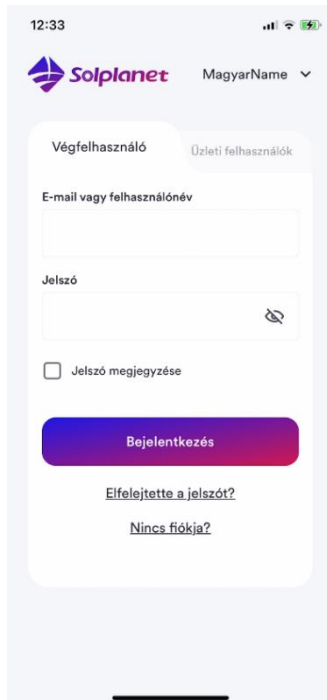 12:33
Solplanet
MagyarName
Végfelhasználó
Üzleti felhasználók
E-mail vagy felhasználónév
Jelszó
Jelszó megjegyzése
Bejelentkezés
Elfelejtette a jelszót?
Nincs fiókja?